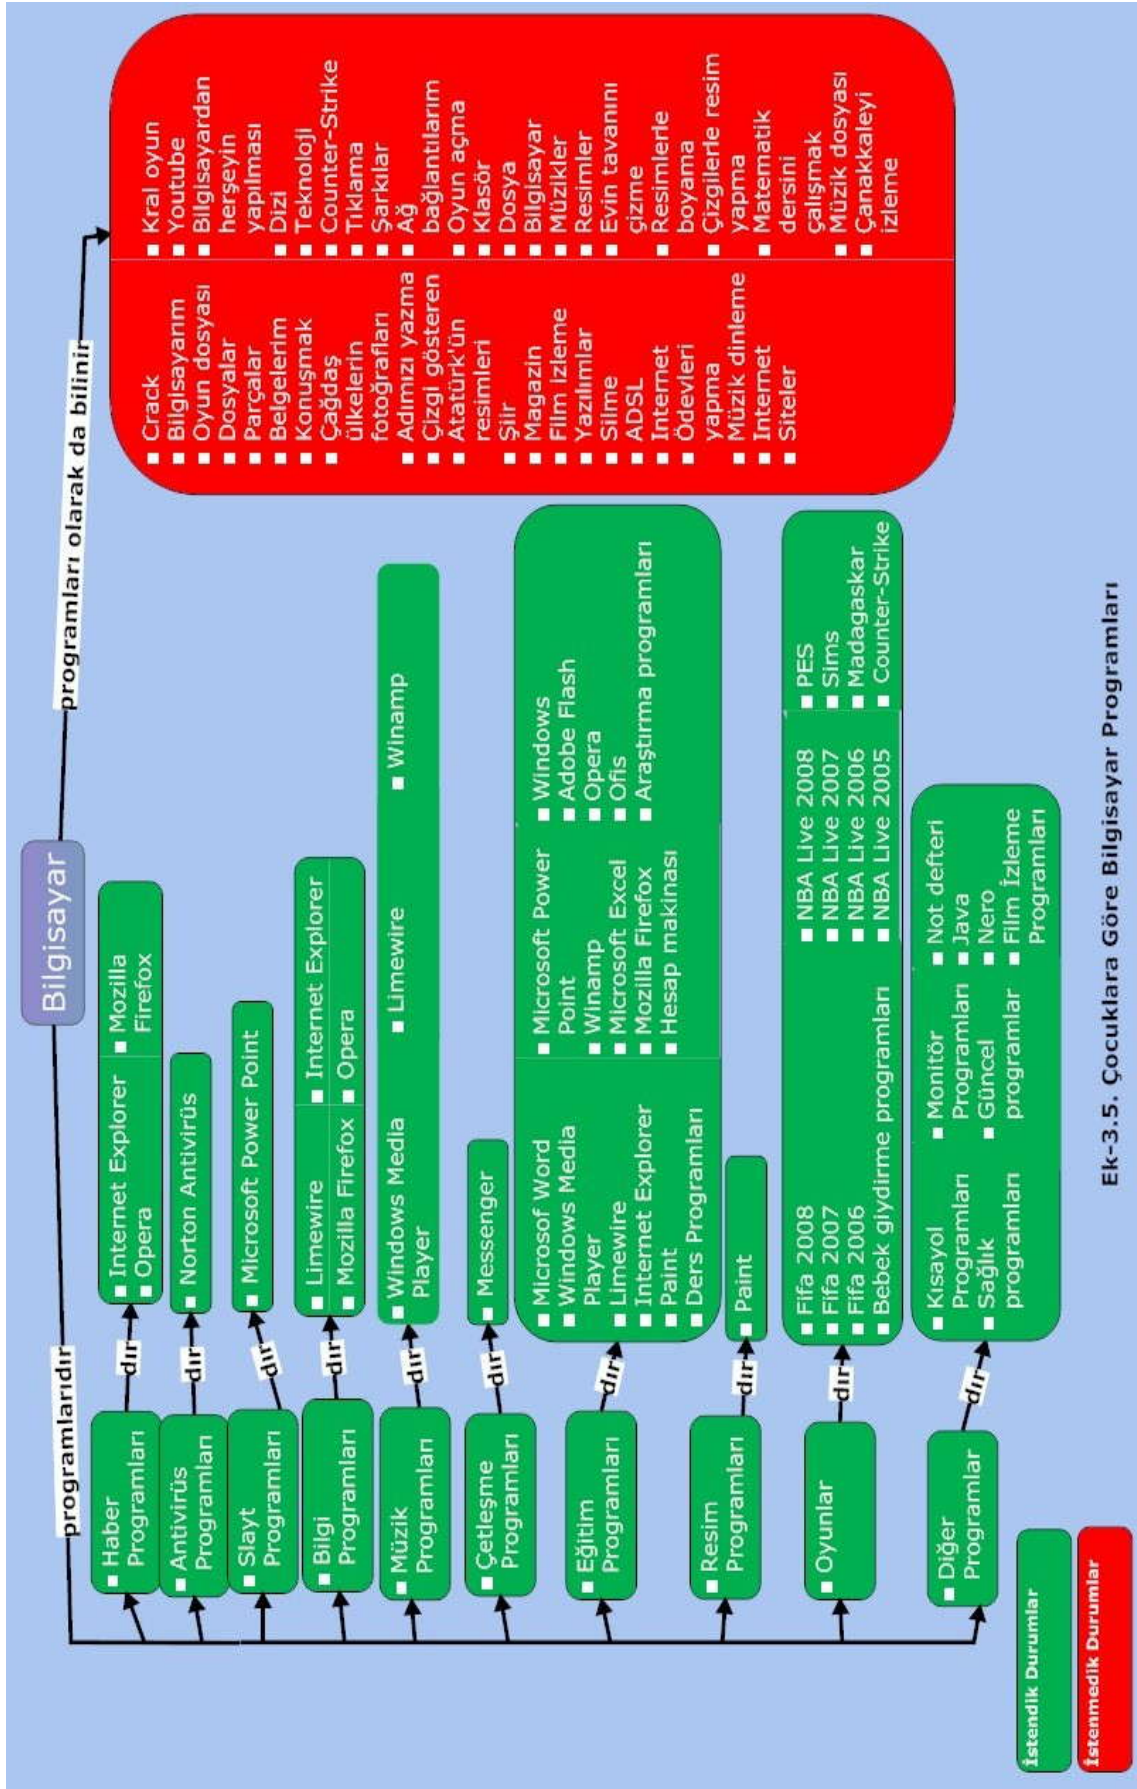 Bilgisayar
programlarıdır
programları olarak da bilinir
■ Haber
Programları
dır
■ Internet Explorer
■ Opera
■ Mozilla
Firefox
■ Antivirüs
Programları
dır
■ Norton Antivirüs
■ Slayt
Programları
dır
■ Microsoft Power Point
■ Bilgi
Programları
dır
■ Limewire
■ Mozilla Firefox
■ Internet Explorer
■ Opera
■ Müzik
Programları
dır
■ Windows Media
Player
■ Limewire
■ Winamp
■ Çetleşme
Programları
dır
■ Messenger
■ Eğitim
Programları
dır
■ Microsof Word
■ Windows Media
Player
■ Limewire
■ Internet Explorer
■ Paint
■ Ders Programları
■ Microsoft Power
Point
■ Winamp
■ Microsoft Excel
■ Mozilla Firefox
■ Hesap makinası
■ Windows
■ Adobe Flash
■ Opera
■ Ofis
■ Araştırma programları
■ Resim
Programları
dır
■ Paint
■ Oyunlar
dır
■ Fifa 2008
■ Fifa 2007
■ Fifa 2006
■ Bebek giydirme programları
■ NBA Live 2008
■ NBA Live 2007
■ NBA Live 2006
■ NBA Live 2005
■ PES
■ Sims
■ Madagaskar
■ Counter-Strike
■ Diğer
Programlar
dır
■ Kısayol
Programları
■ Sağlık
programları
■ Monitör
Programları
■ Güncel
programlar
■ Not defteri
■ Java
■ Nero
■ Film İzleme
Programları
■ Crack
■ Bilgisayarım
■ Oyun dosyası
■ Dosyalar
■ Parçalar
■ Belgelerim
■ Konuşmak
■ Çağdaş
ülkelerin
fotoğrafları
■ Adımızı yazma
■ Çizgi gösteren
■ Atatürk'ün
resimleri
■ Şiir
■ Magazin
■ Film izleme
■ Yazılımlar
■ Silme
■ ADSL
■ Internet
■ Ödevleri
yapma
■ Müzik dinleme
■ Internet
■ Siteler
■ Kral oyun
■ Youtube
■ Bilgisayardan
herşeyin
yapılması
■ Dizi
■ Teknoloji
■ Counter-Strike
■ Tıklama
■ Şarkılar
■ Ağ
bağlantılarım
■ Oyun açma
■ Klasör
■ Dosya
■ Bilgisayar
■ Müzikler
■ Resimler
■ Evin tavanını
çizme
■ Resimlerle
boyama
■ Çizgilerle resim
yapma
■ Matematik
dersini
çalışmak
■ Müzik dosyası
■ Çanakkaleyi
izleme
İstendik Durumlar
İstenmedik Durumlar
Ek-3.5. Çocuklara Göre Bilgisayar Programları